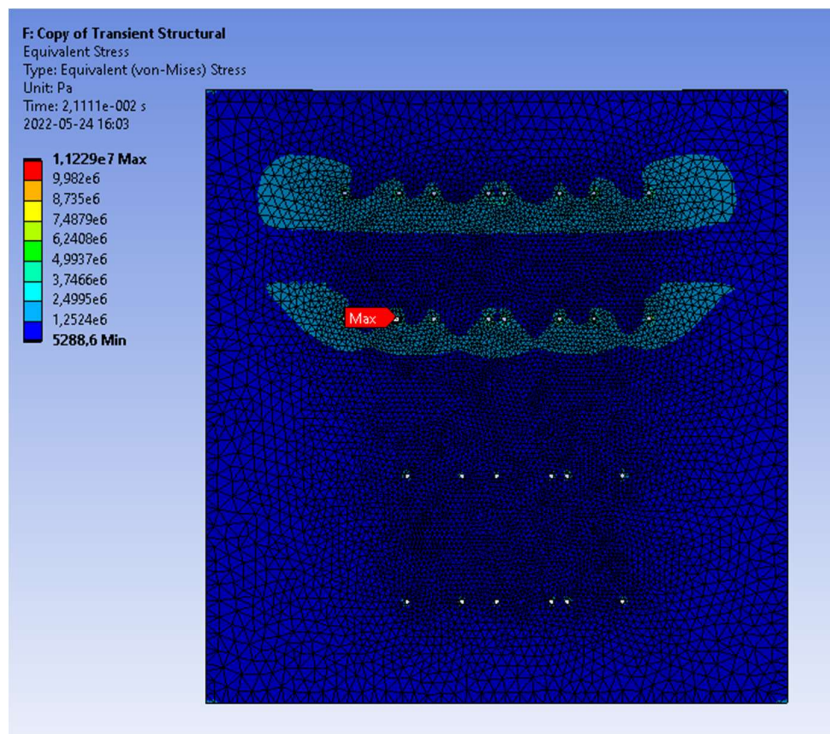 F: Copy of Transient Structural
Equivalent Stress
Type: Equivalent (von-Mises) Stress
Unit: Pa
Time: 2,1111e-002 s
2022-05-24 16:03
1,1229e7 Max
9,982e6
8,735e6
7,4879e6
6,2408e6
4,9937e6
3,7466e6
2,4995e6
1,2524e6
5288,6 Min
Max